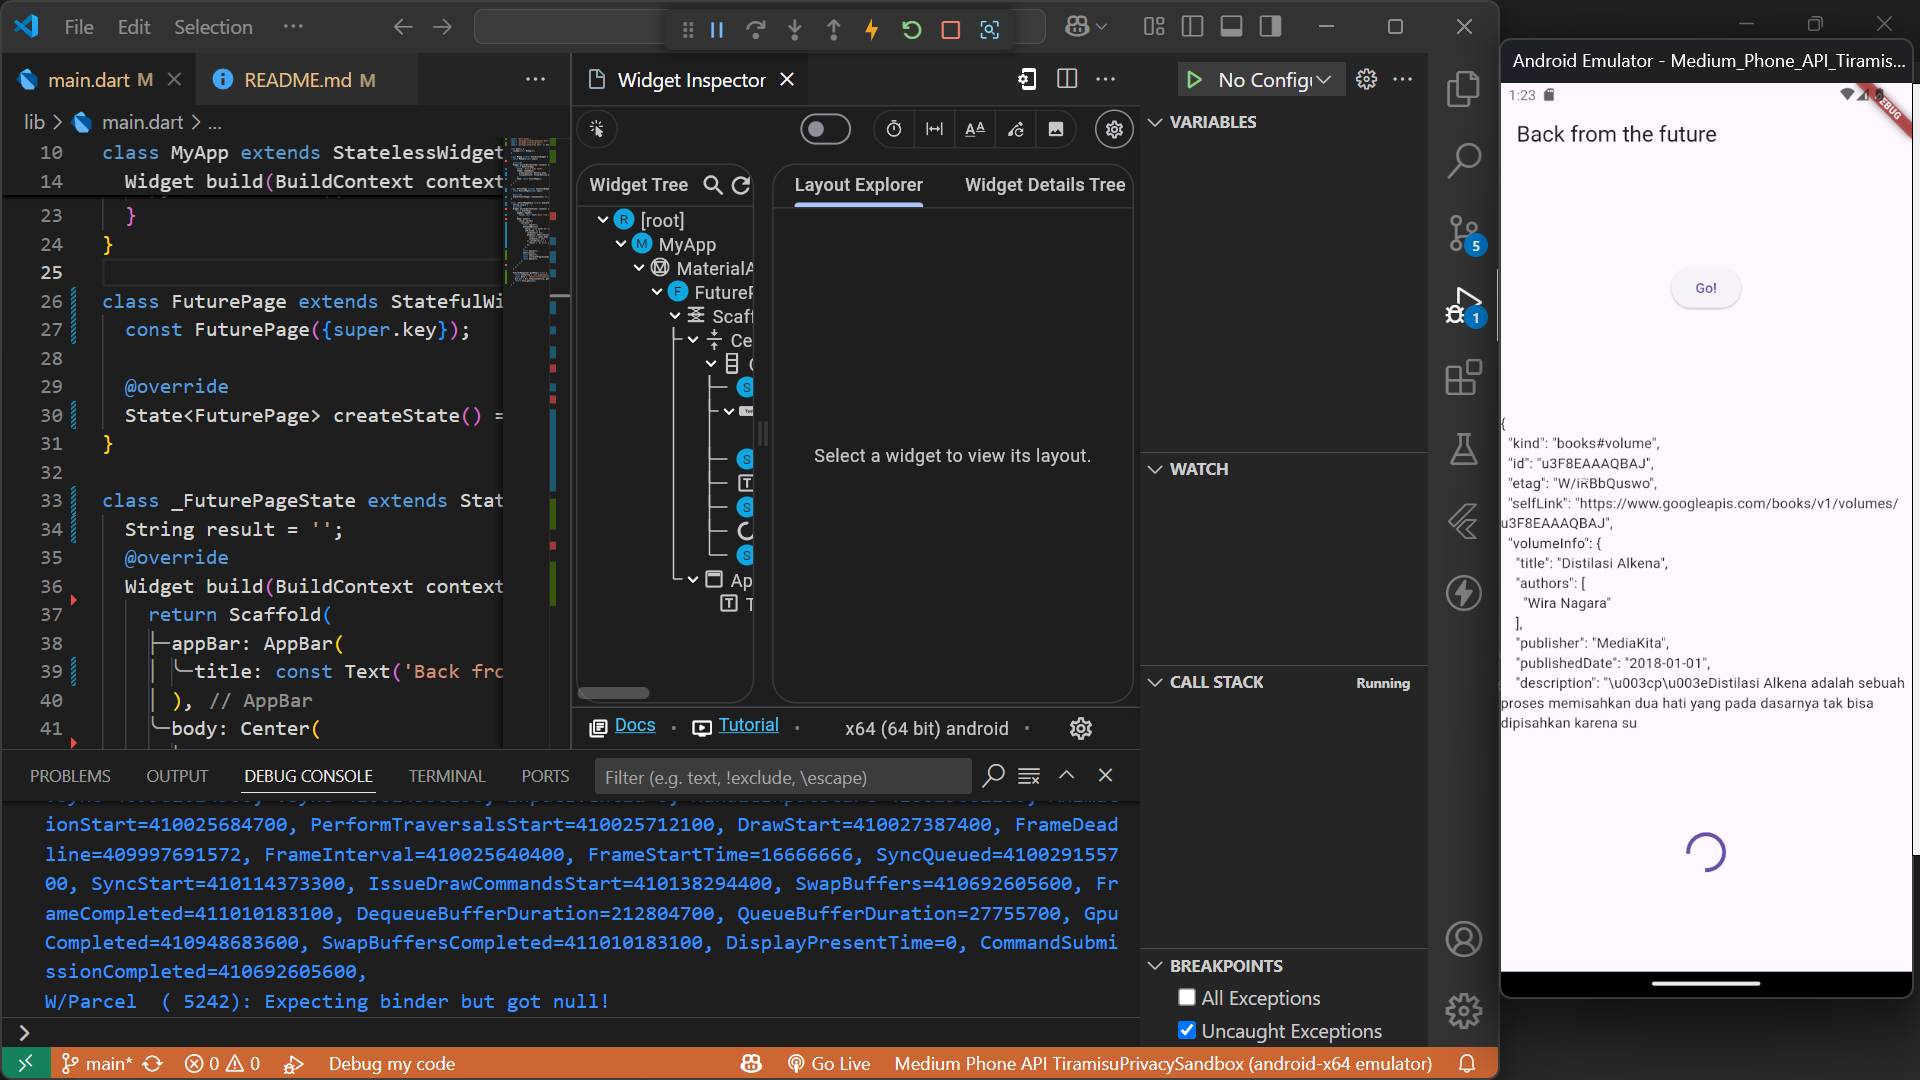 File Edit Selection ...
main.dart M
README.md M
Widget Inspector
No Config
lib > main.dart > ...
10 class MyApp extends StatelessWidget
14 Widget build(BuildContext context
23 }
24 }
25
26 class FuturePage extends StatefulWi
27 const FuturePage({super.key});
28
29 @override
30 State<FuturePage> createState() =
31 }
32
33 class _FuturePageState extends Stat
34 String result = '';
35 @override
36 Widget build(BuildContext context
37 return Scaffold(
38 appBar: AppBar(
39 title: const Text('Back fro
40 ), // AppBar
41 body: Center(
Widget Tree
Layout Explorer
Widget Details Tree
[root]
MyApp
MaterialA
FutureP
Scaff
Ce
Ap
Select a widget to view its layout.
Docs · Tutorial · x64 (64 bit) android ·
VARIABLES
WATCH
CALL STACK
Running
BREAKPOINTS
All Exceptions
Uncaught Exceptions
5
1
PROBLEMS OUTPUT DEBUG CONSOLE TERMINAL PORTS
Filter (e.g. text, !exclude, \escape)
ionStart=410025684700, PerformTraversalsStart=410025712100, DrawStart=410027387400, FrameDead
line=409997691572, FrameInterval=410025640400, FrameStartTime=16666666, SyncQueued=4100291557
00, SyncStart=410114373300, IssueDrawCommandsStart=410138294400, SwapBuffers=410692605600, Fr
ameCompleted=411010183100, DequeueBufferDuration=212804700, QueueBufferDuration=27755700, Gpu
Completed=410948683600, SwapBuffersCompleted=411010183100, DisplayPresentTime=0, CommandSubmi
ssionCompleted=410692605600,
W/Parcel  ( 5242): Expecting binder but got null!
main* 0 0 Debug my code
Go Live
Medium Phone API TiramisuPrivacySandbox (android-x64 emulator)
Android Emulator - Medium_Phone_API_Tiramis...
1:23
DEBUG
Back from the future
Go!
{
"kind": "books#volume",
"id": "u3F8EAAAQBAJ",
"etag": "W/iRBbQuswo",
"selfLink": "https://www.googleapis.com/books/v1/volumes/
u3F8EAAAQBAJ",
"volumeInfo": {
"title": "Distilasi Alkena",
"authors": [
"Wira Nagara"
],
"publisher": "MediaKita",
"publishedDate": "2018-01-01",
"description": "\u003cp\u003eDistilasi Alkena adalah sebuah
proses memisahkan dua hati yang pada dasarnya tak bisa
dipisahkan karena su